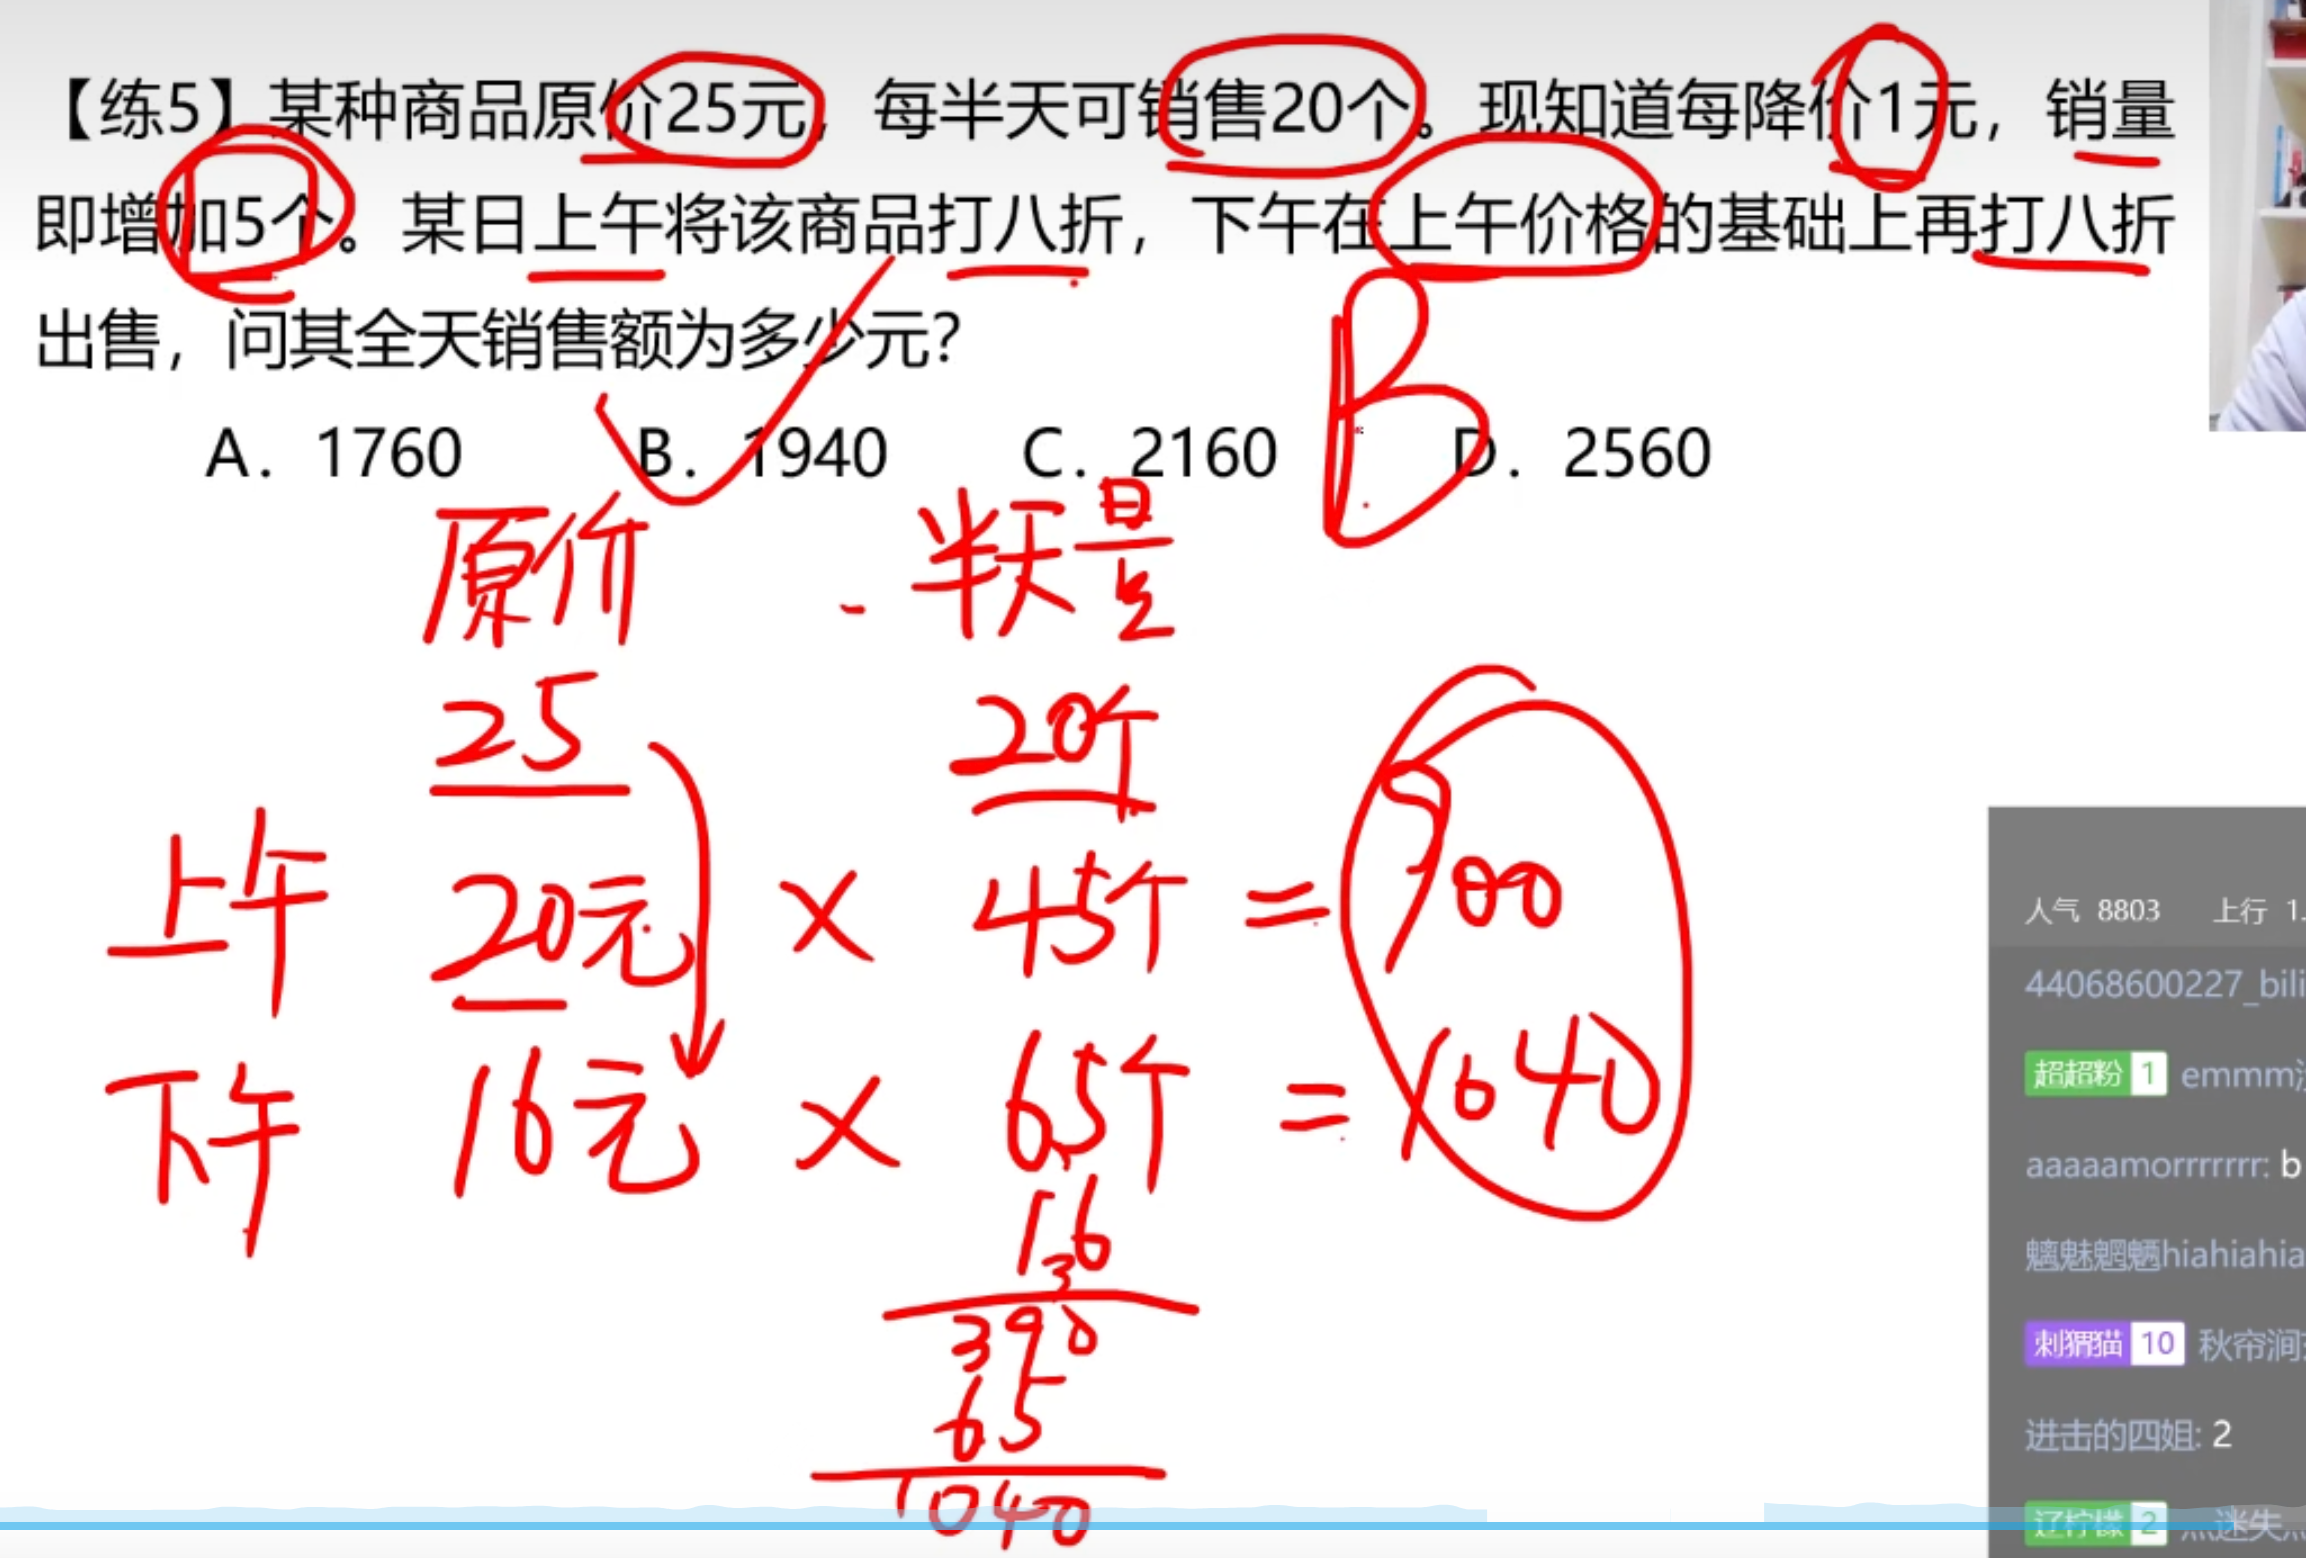 【练5】某种商品原价25元，每半天可销售20个。现知道每降价1元，销量
即增加5个。某日上午将该商品打八折，下午在上午价格的基础上再打八折
出售，问其全天销售额为多少元？
A. 1760 B. 1940 C. 2160 D. 2560
B
原价 半天量
25 20个
上午 20元 × 45个 = 900
下午 16元 × 65个 = 1040
16
3
390
65
1040
人气 8803 上行 1.
44068600227_bili
超超粉 1 emmm
aaaaamorrrrrrr: b
魑魅魍魉hiahiahia
刺猬猫 10 秋帘涧
进击的四姐: 2
辽柠檬 2 迷失